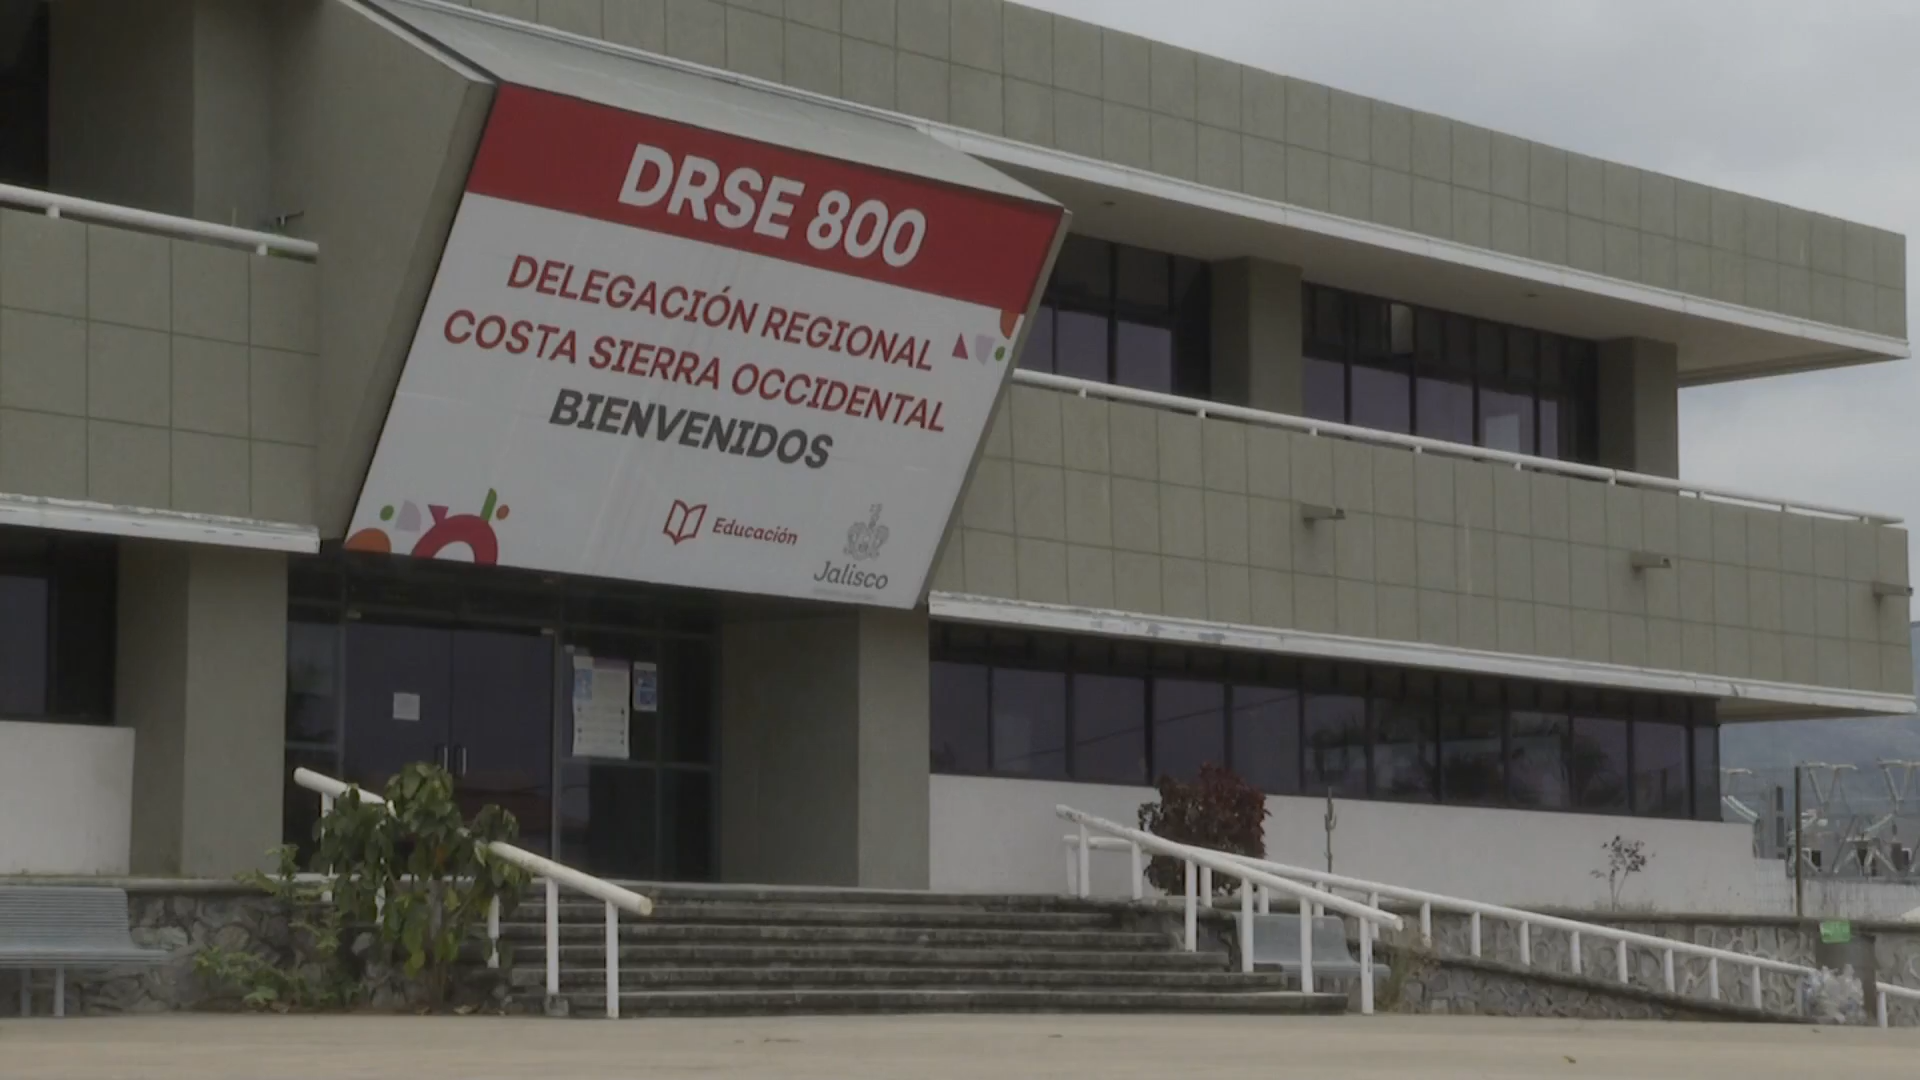 DRSE 800
DELEGACIÓN REGIONAL
COSTA SIERRA OCCIDENTAL
BIENVENIDOS
Educación
Jalisco